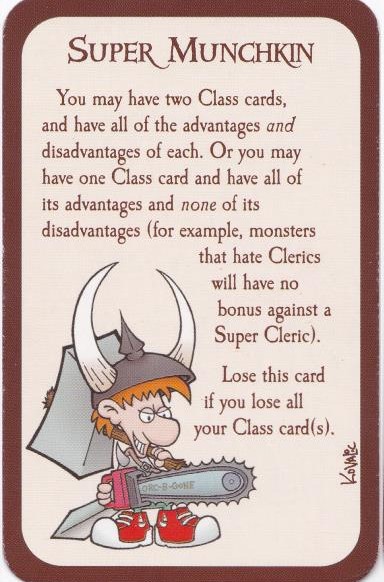 SUPER MUNCHKIN
You may have two Class cards,
and have all of the advantages and
disadvantages of each. Or you may
have one Class card and have all of
its advantages and none of its
disadvantages (for example, monsters
that hate Clerics
will have no
bonus against a
Super Cleric).
Lose this card
if you lose all
your Class card(s).
ORC-B-GONE
KOVALIC